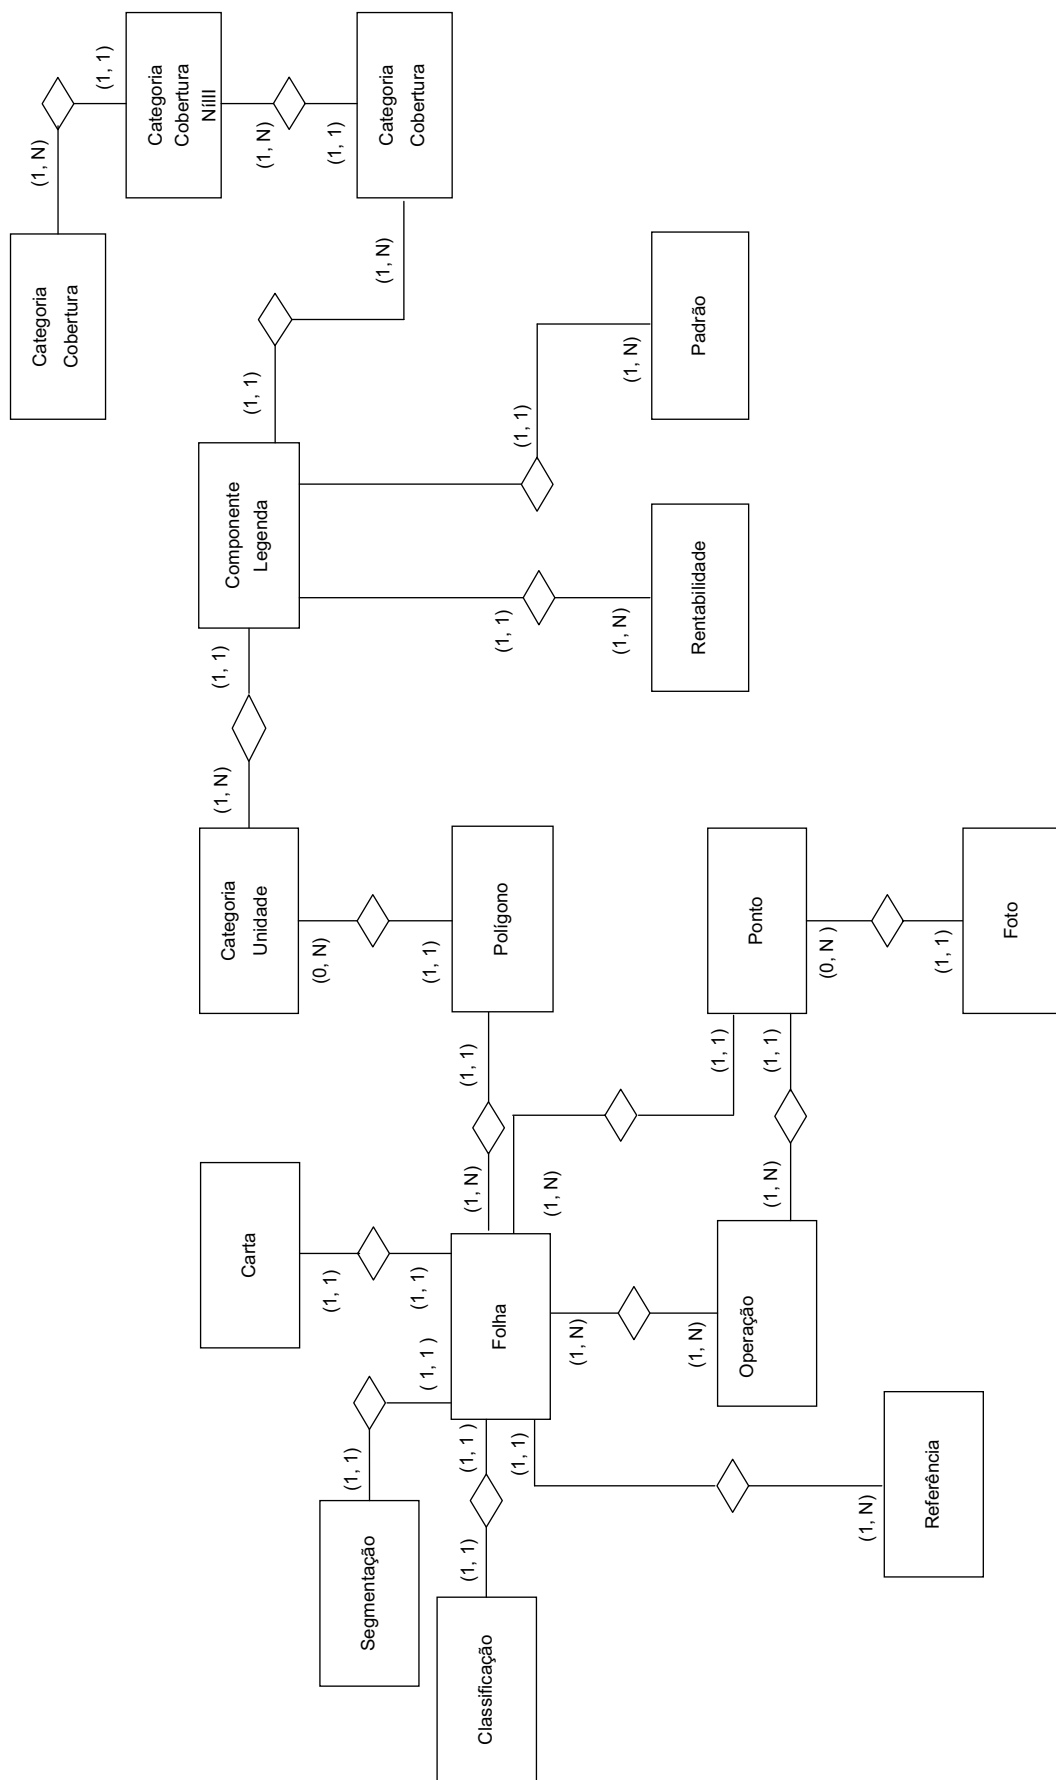 Categoria
Cobertura
(1, N)
(1, 1)
Categoria
Cobertura
NíIII
(1, N)
(1, 1)
Categoria
Cobertura
(1, N)
(1, 1)
Componente
Legenda
(1, 1)
(1, N)
Categoria
Unidade
(1, 1)
(1, N)
Padrão
(1, 1)
(1, N)
Rentabilidade
(0, N)
(1, 1)
Polígono
(1, 1)
(1, N)
Carta
(1, 1)
(1, 1)
Folha
( 1, 1 )
(1, 1)
Segmentação
(1, 1 )
(1, 1)
Classificação
(1, 1)
(1, N)
Referência
(1, N)
(1, N)
Operação
(1, N)
(1, 1)
(1, N)
(1, 1)
Ponto
(0, N )
(1, 1)
Foto